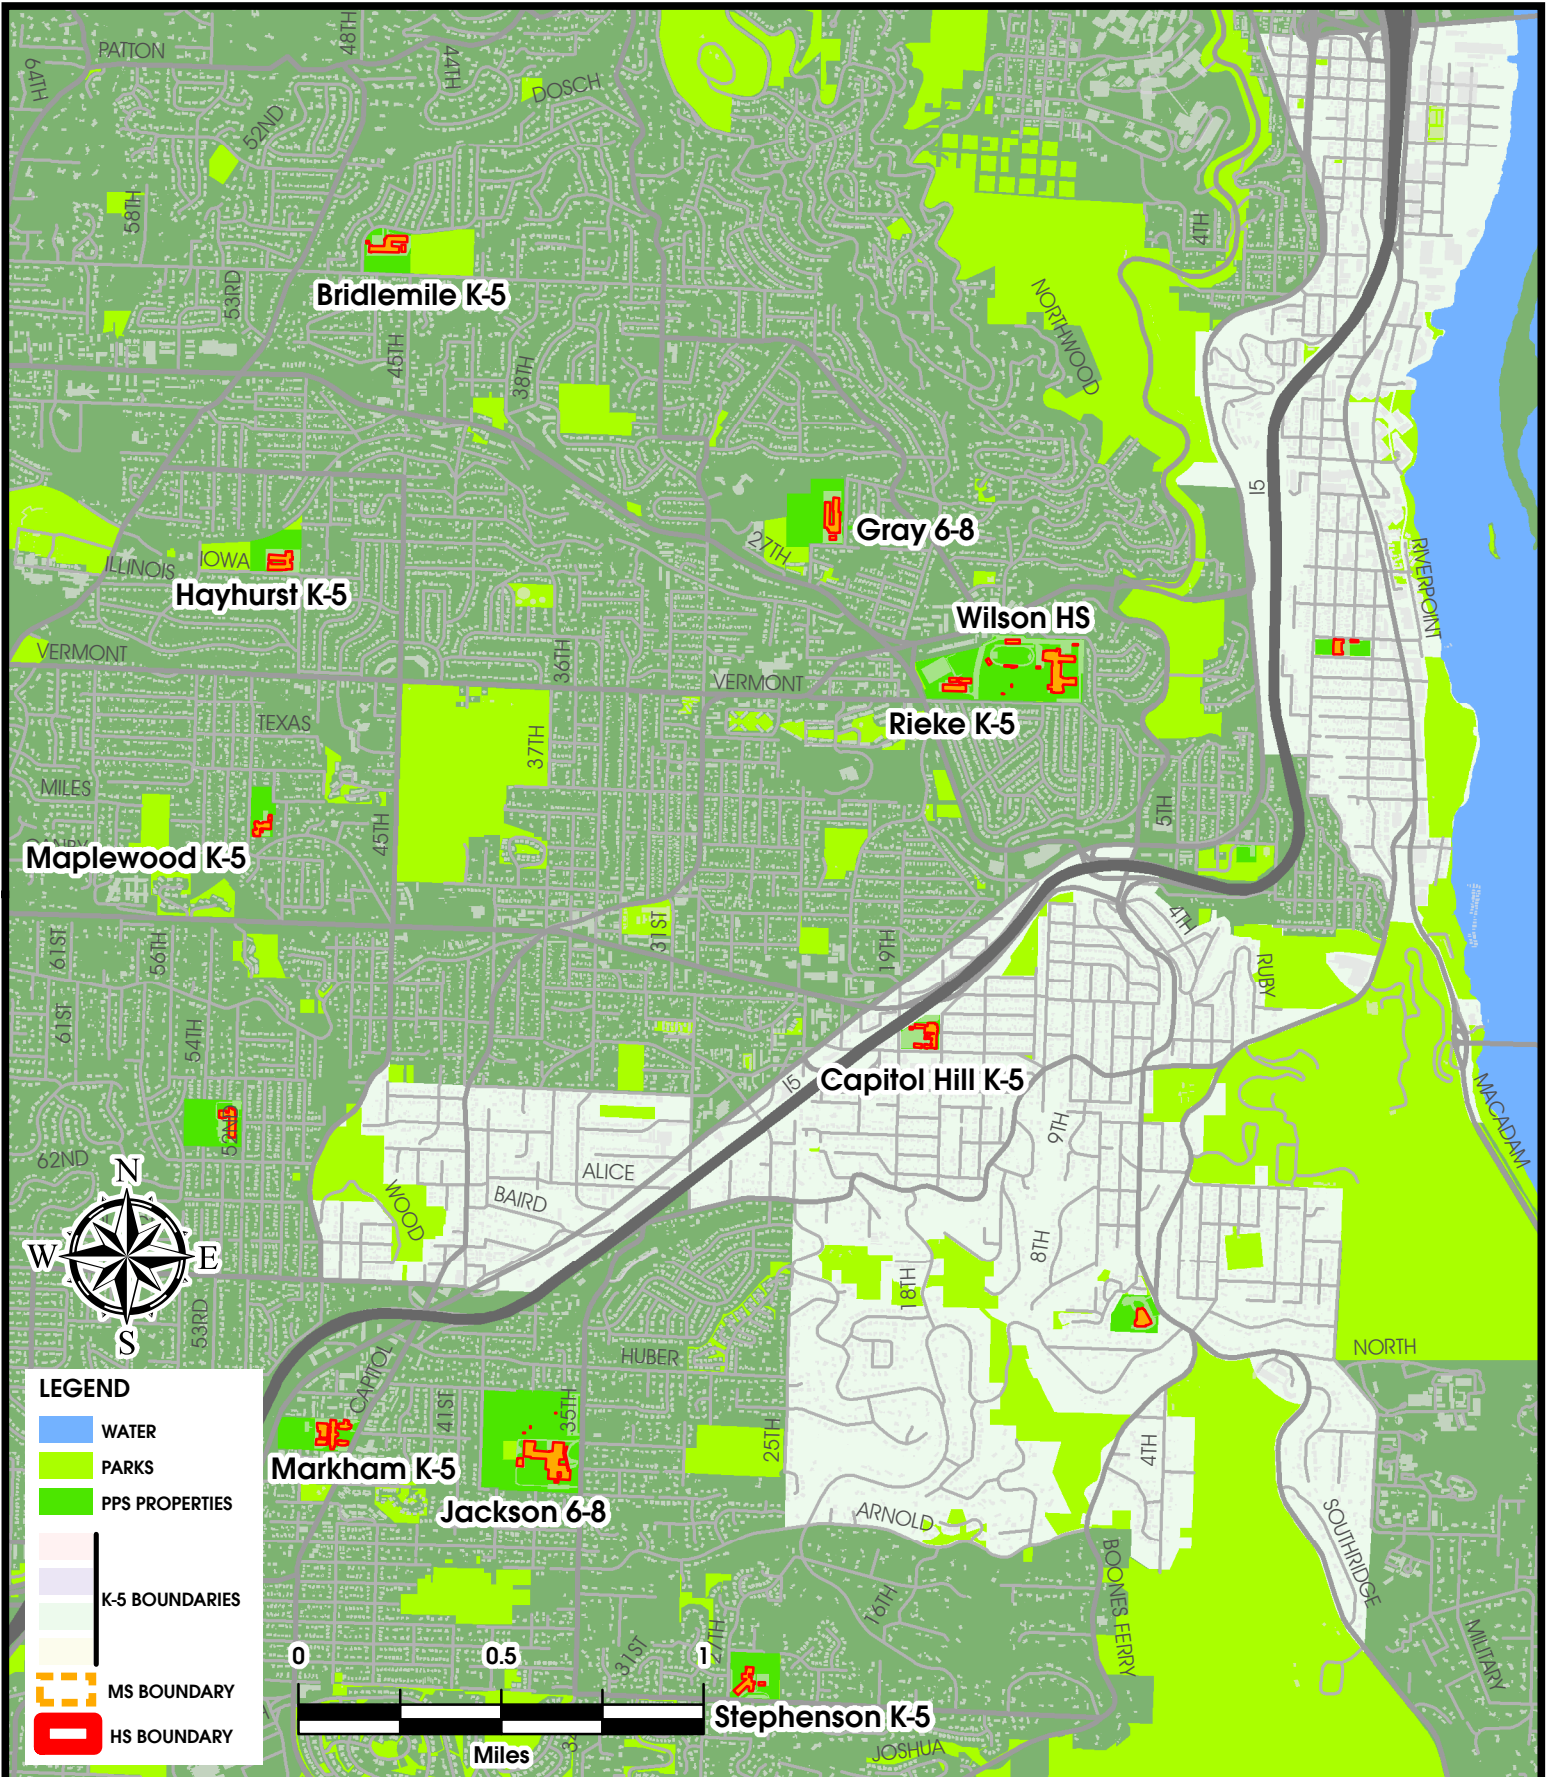 PATTON
48TH
44TH
64TH
DOSCH
52ND
58TH
4TH
53RD
Bridlemile K-5
NORTHWOOD
45TH
38TH
I5
Gray 6-8
27TH
IOWA
ILLINOIS
Hayhurst K-5
RIVERPOINT
Wilson HS
VERMONT
36TH
VERMONT
Rieke K-5
TEXAS
37TH
MILES
5TH
45TH
Maplewood K-5
31ST
4TH
19TH
61ST
56TH
RUBY
61ST
54TH
I5
Capitol Hill K-5
MACADAM
9TH
52ND
62ND
ALICE
BAIRD
WOOD
N
W
E
S
8TH
18TH
53RD
HUBER
NORTH
CAPITOL
41ST
35TH
25TH
4TH
Markham K-5
Jackson 6-8
ARNOLD
SOUTHRIDGE
BOONES FERRY
16TH
31ST
27TH
MILITARY
Stephenson K-5
JOSHUA
LEGEND
WATER
PARKS
PPS PROPERTIES
K-5 BOUNDARIES
MS BOUNDARY
HS BOUNDARY
0
0.5
1
Miles